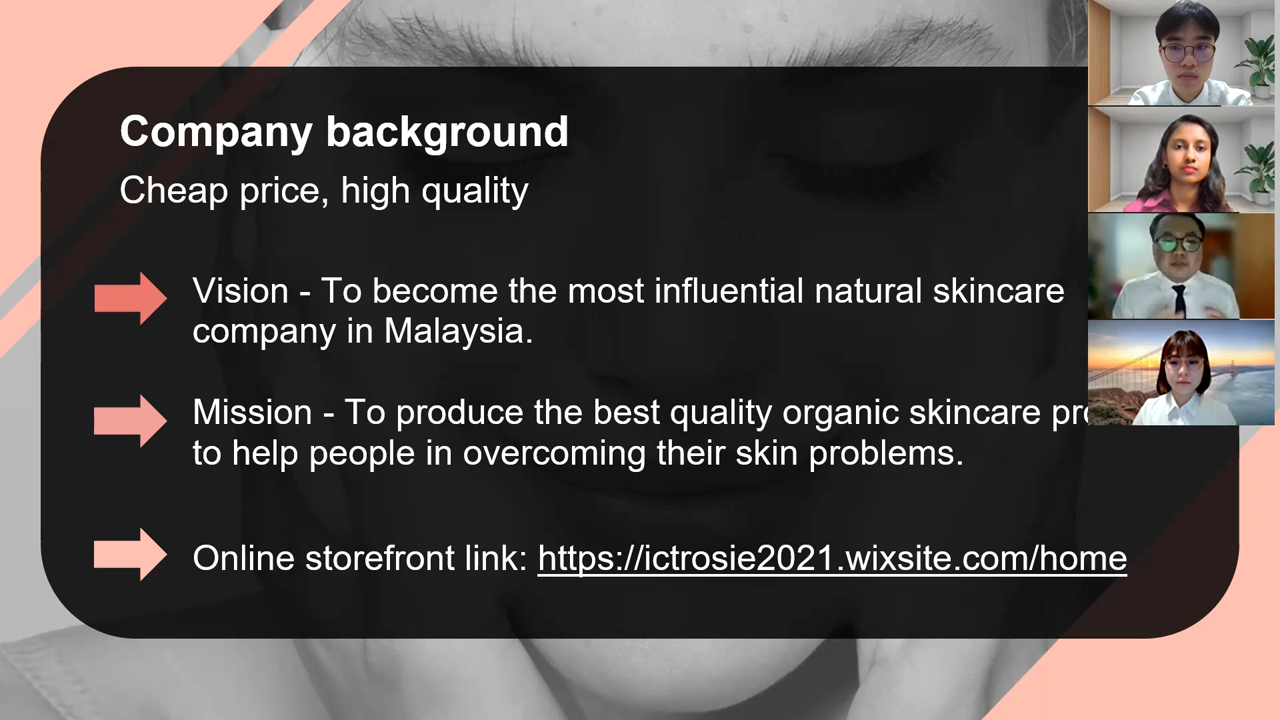 Company background
Cheap price, high quality
Vision - To become the most influential natural skincare
company in Malaysia.
Mission - To produce the best quality organic skincare
to help people in overcoming their skin problems.
Online storefront link: https://ictrosie2021.wixsite.com/home